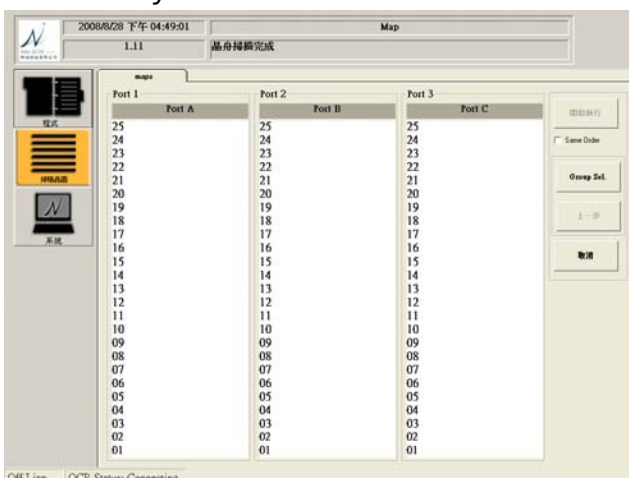 2008/8/28 下午 04:49:01
Map
1.11
晶舟掃描完成
maps
Port 1
Port 2
Port 3
Port A
Port B
Port C
25 25 25
24 24 24
23 23 23
22 22 22
21 21 21
20 20 20
19 19 19
18 18 18
17 17 17
16 16 16
15 15 15
14 14 14
13 13 13
12 12 12
11 11 11
10 10 10
09 09 09
08 08 08
07 07 07
06 06 06
05 05 05
04 04 04
03 03 03
02 02 02
01 01 01
程式
系統
開始執行
Same Order
Group Sel.
上一步
取消
Off Line
OCR Status: Connecting